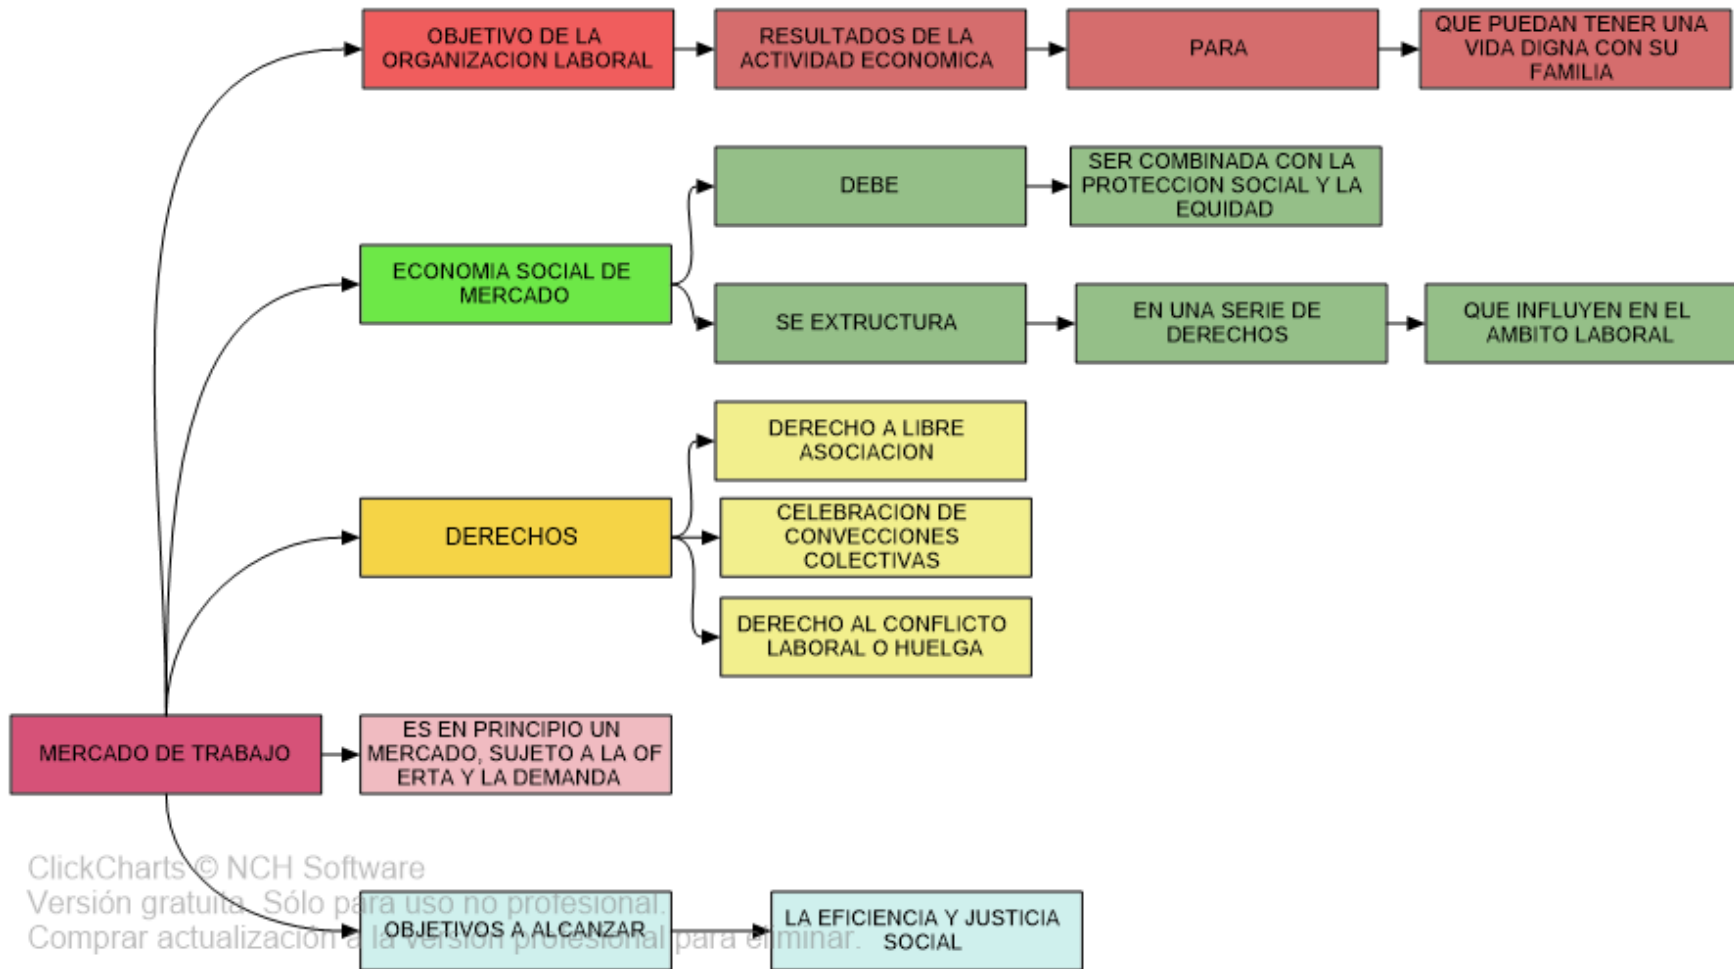 OBJETIVO DE LA
ORGANIZACION LABORAL
RESULTADOS DE LA
ACTIVIDAD ECONOMICA
PARA
QUE PUEDAN TENER UNA
VIDA DIGNA CON SU
FAMILIA
DEBE
SER COMBINADA CON LA
PROTECCION SOCIAL Y LA
EQUIDAD
ECONOMIA SOCIAL DE
MERCADO
SE EXTRUCTURA
EN UNA SERIE DE
DERECHOS
QUE INFLUYEN EN EL
AMBITO LABORAL
DERECHO A LIBRE
ASOCIACION
DERECHOS
CELEBRACION DE
CONVECCIONES
COLECTIVAS
DERECHO AL CONFLICTO
LABORAL O HUELGA
MERCADO DE TRABAJO
ES EN PRINCIPIO UN
MERCADO, SUJETO A LA OF
ERTA Y LA DEMANDA
OBJETIVOS A ALCANZAR
LA EFICIENCIA Y JUSTICIA
SOCIAL
ClickCharts © NCH Software
Versión gratuita. Sólo para uso no profesional.
Comprar actualización a la versión profesional para eliminar.